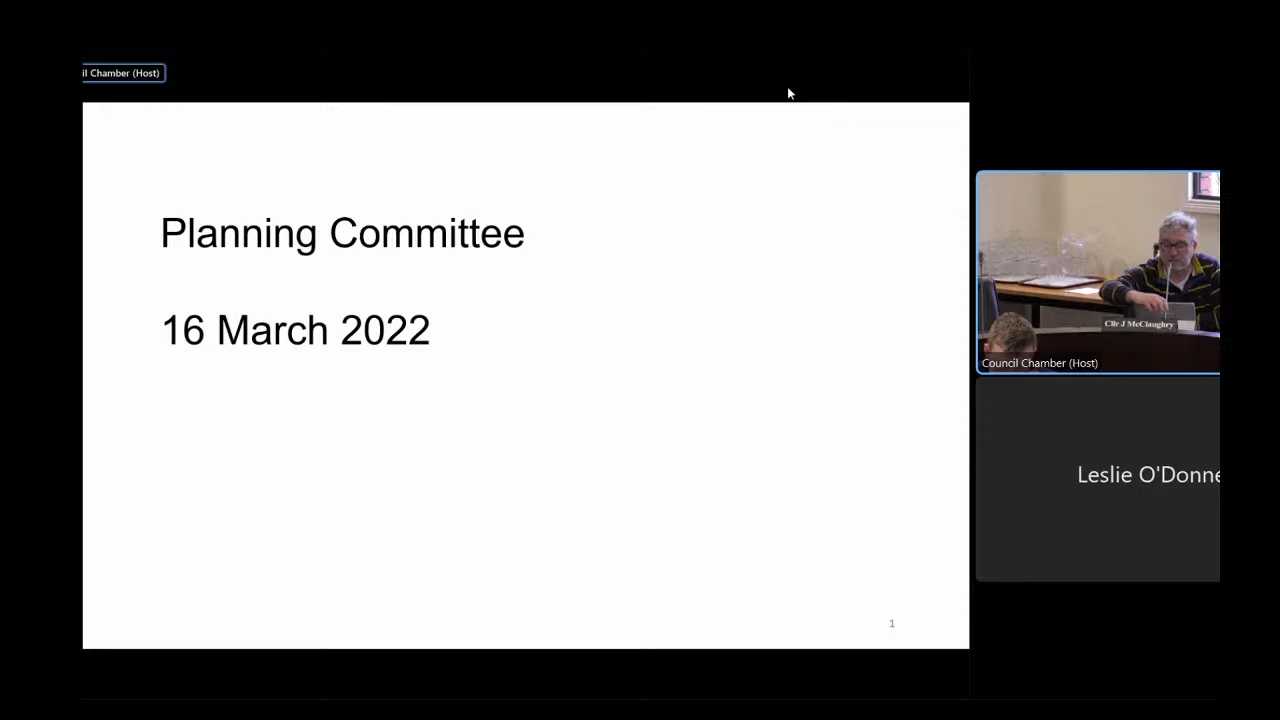 il Chamber (Host)
Planning Committee
16 March 2022
1
Cllr J McClaughry
Council Chamber (Host)
Leslie O'Donne